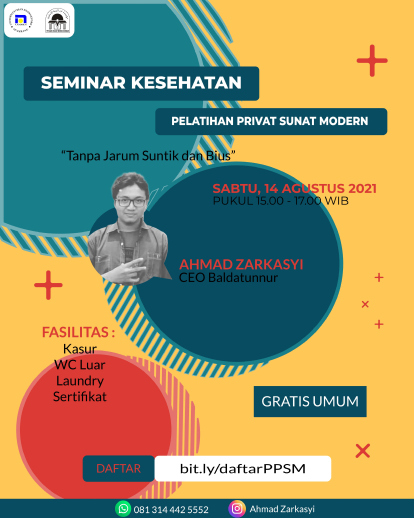 SEMINAR KESEHATAN
PELATIHAN PRIVAT SUNAT MODERN
“Tanpa Jarum Suntik dan Bius”
SABTU, 14 AGUSTUS 2021
PUKUL 15.00 - 17.00 WIB
AHMAD ZARKASYI
CEO Baldatunnur
FASILITAS :
Kasur
WC Luar
Laundry
Sertifikat
GRATIS UMUM
DAFTAR
bit.ly/daftarPPSM
081 314 442 5552
Ahmad Zarkasyi